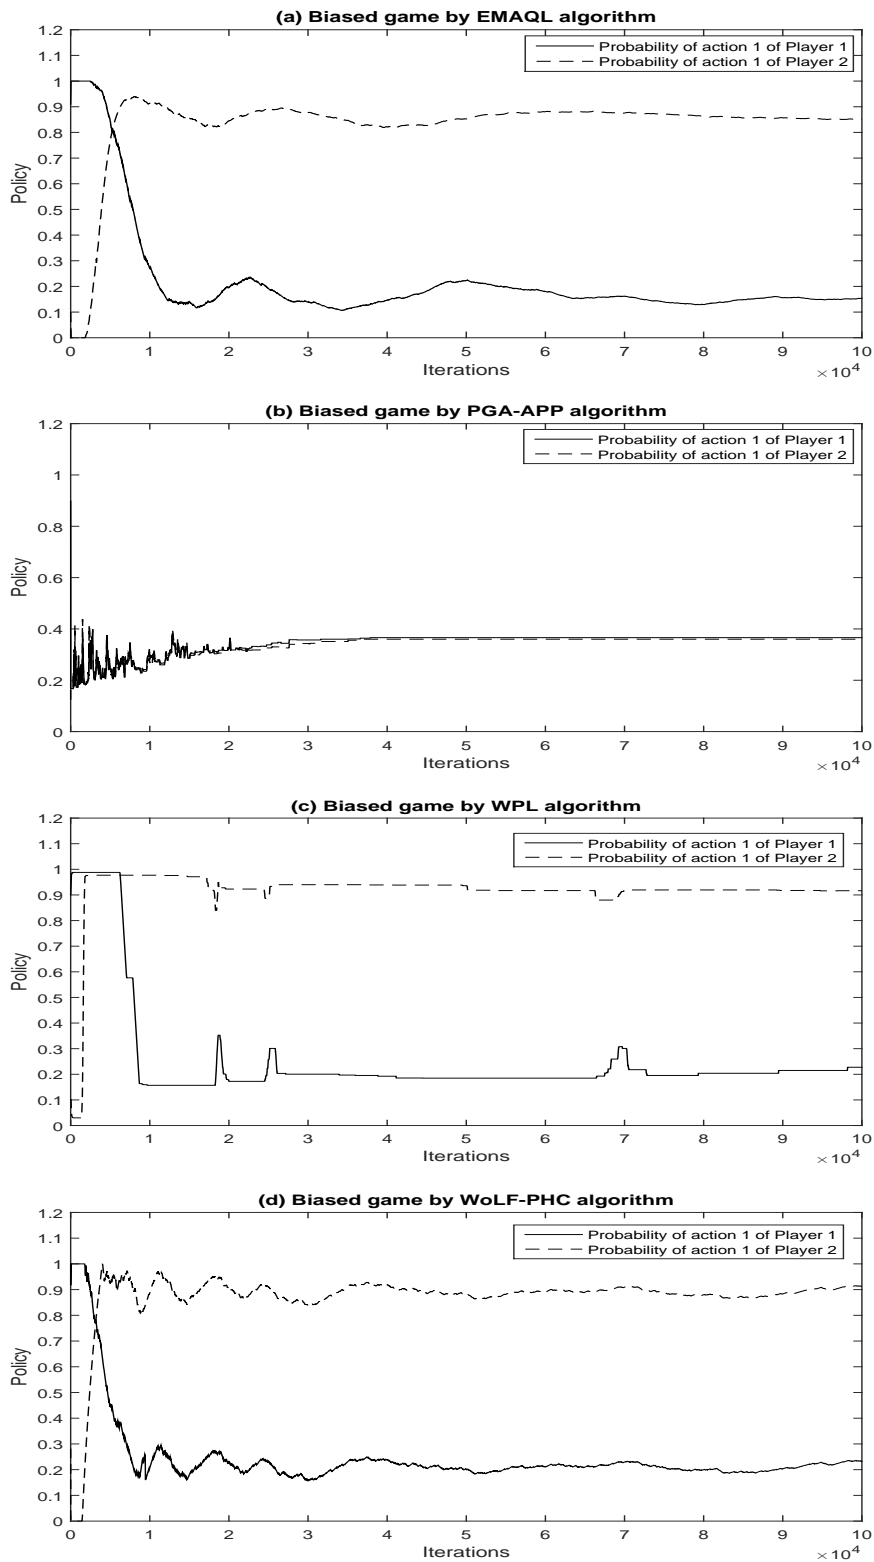 (a) Biased game by EMAQL algorithm
1.2
1.1
1
0.9
0.8
0.7
0.6
0.5
0.4
0.3
0.2
0.1
0
Policy
Probability of action 1 of Player 1
Probability of action 1 of Player 2
0 1 2 3 4 5 6 7 8 9 10
Iterations
×10⁴
(b) Biased game by PGA-APP algorithm
1.2
1
0.8
0.6
0.4
0.2
0
Policy
Probability of action 1 of Player 1
Probability of action 1 of Player 2
0 1 2 3 4 5 6 7 8 9 10
Iterations
×10⁴
(c) Biased game by WPL algorithm
1.2
1.1
1
0.9
0.8
0.7
0.6
0.5
0.4
0.3
0.2
0.1
0
Policy
Probability of action 1 of Player 1
Probability of action 1 of Player 2
0 1 2 3 4 5 6 7 8 9 10
Iterations
×10⁴
(d) Biased game by WoLF-PHC algorithm
1.2
1.1
1
0.9
0.8
0.7
0.6
0.5
0.4
0.3
0.2
0.1
0
Policy
Probability of action 1 of Player 1
Probability of action 1 of Player 2
0 1 2 3 4 5 6 7 8 9 10
Iterations
×10⁴